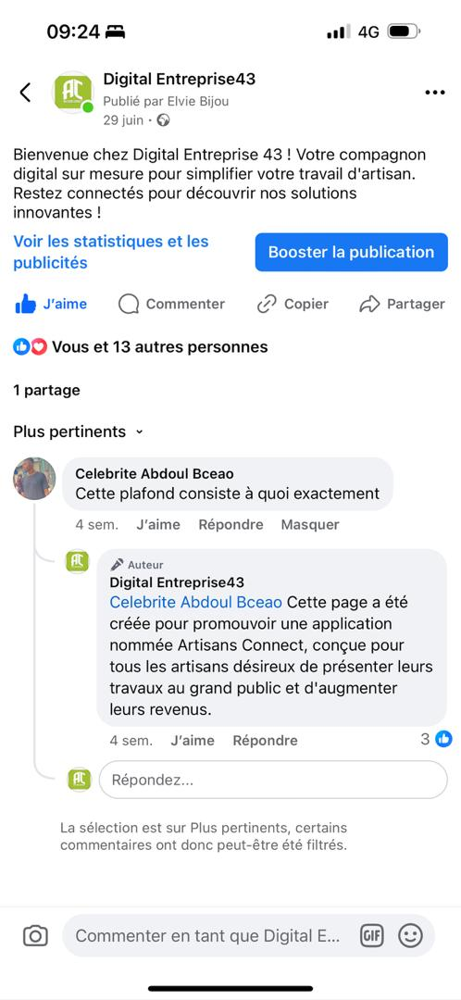 09:24
4G
Digital Entreprise43
Publié par Elvie Bijou
29 juin ·
Bienvenue chez Digital Entreprise 43 ! Votre compagnon
digital sur mesure pour simplifier votre travail d'artisan.
Restez connectés pour découvrir nos solutions
innovantes !
Voir les statistiques et les
publicités
Booster la publication
J'aime
Commenter
Copier
Partager
Vous et 13 autres personnes
1 partage
Plus pertinents
Celebrite Abdoul Bceao
Cette plafond consiste à quoi exactement
4 sem. J'aime Répondre Masquer
Auteur
Digital Entreprise43
Celebrite Abdoul Bceao Cette page a été
créée pour promouvoir une application
nommée Artisans Connect, conçue pour
tous les artisans désireux de présenter leurs
travaux au grand public et d'augmenter
leurs revenus.
4 sem. J'aime Répondre 3
Répondez...
La sélection est sur Plus pertinents, certains
commentaires ont donc peut-être été filtrés.
Commenter en tant que Digital E...
GIF